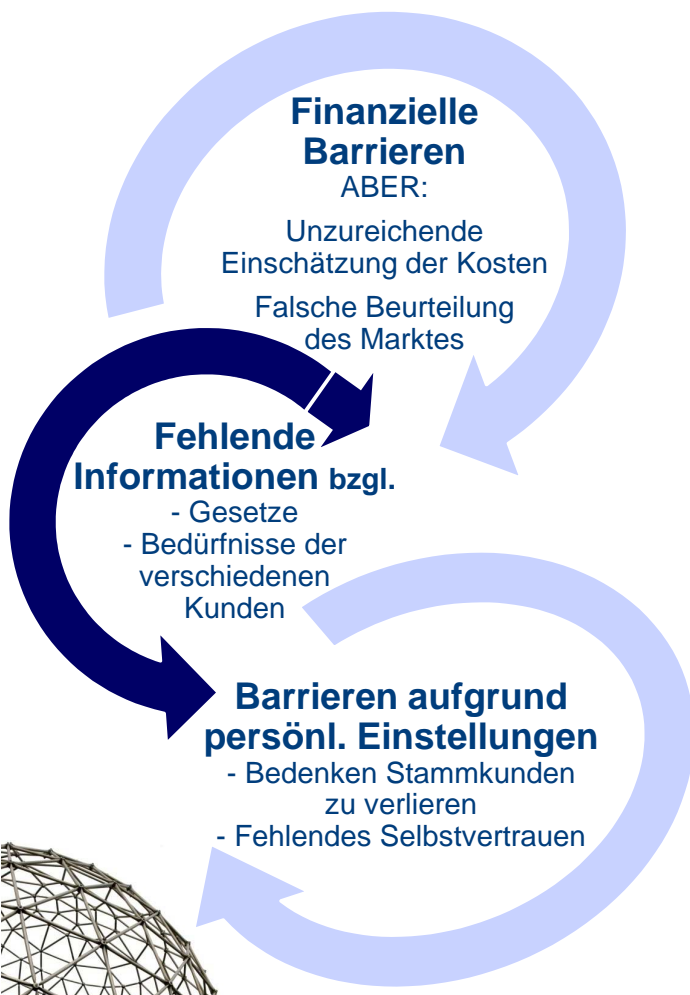 Finanzielle
Barrieren
ABER:
Unzureichende
Einschätzung der Kosten
Falsche Beurteilung
des Marktes
Fehlende
Informationen bzgl.
- Gesetze
- Bedürfnisse der
verschiedenen
Kunden
Barrieren aufgrund
persönl. Einstellungen
- Bedenken Stammkunden
zu verlieren
- Fehlendes Selbstvertrauen